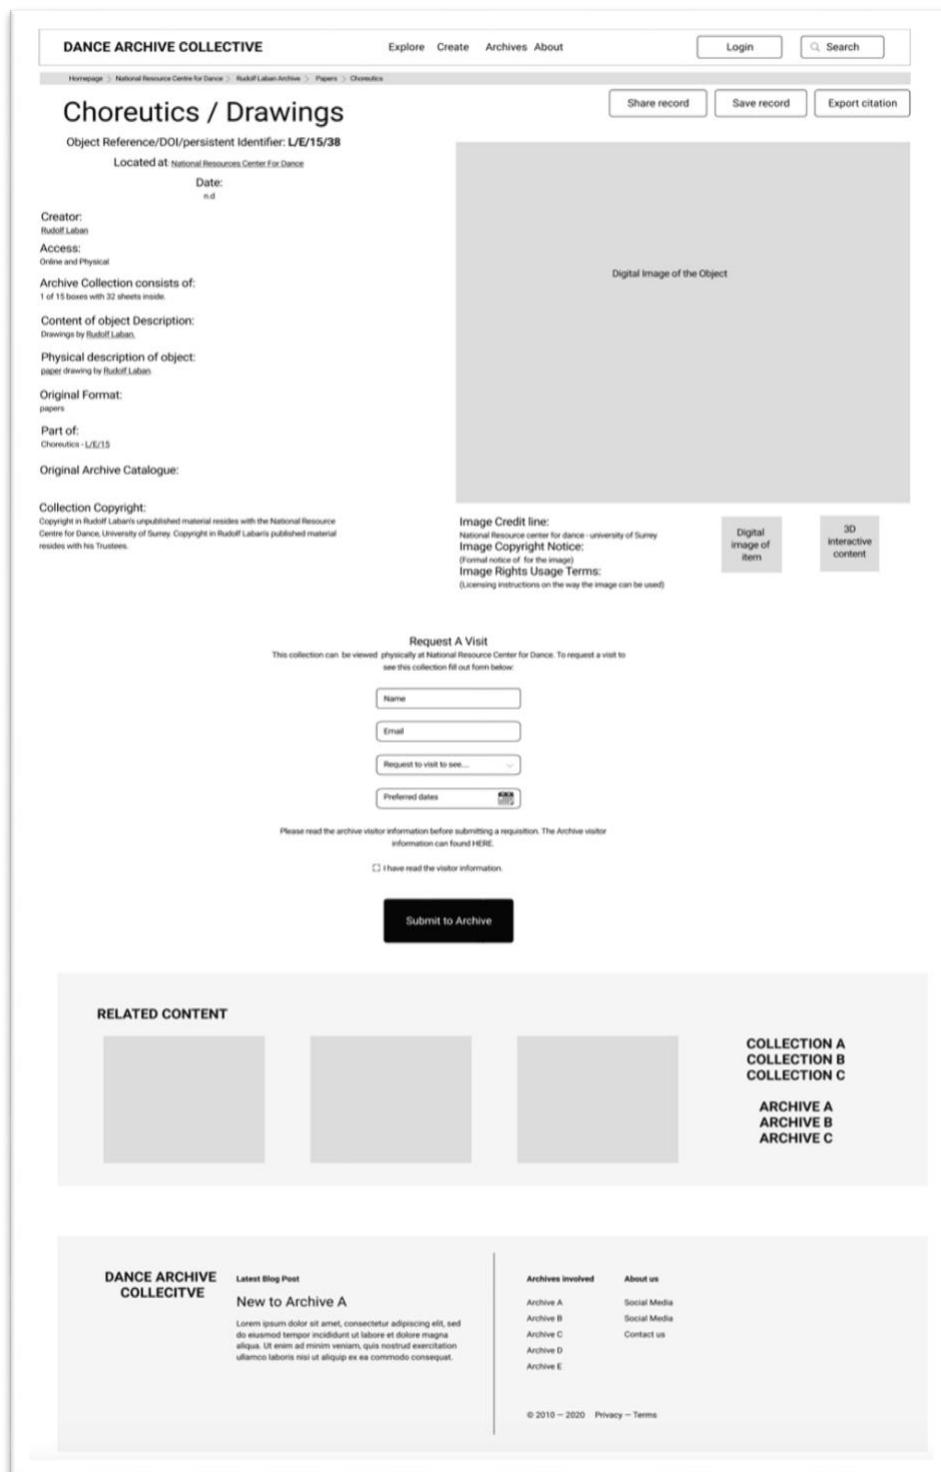 DANCE ARCHIVE COLLECTIVE
Explore Create Archives About
Login
Search
Homepage > National Resource Centre for Dance > Rudolf Laban Archive > Papers > Choreutics
Choreutics / Drawings
Share record
Save record
Export citation
Object Reference/DOI/persistent Identifier: L/E/15/38
Located at National Resources Center For Dance
Date:
n.d
Creator:
Rudolf Laban
Access:
Online and Physical
Archive Collection consists of:
1 of 15 boxes with 32 sheets inside.
Content of object Description:
Drawings by Rudolf Laban.
Physical description of object:
paper drawing by Rudolf Laban
Original Format:
papers
Part of:
Choreutics - L/E/15
Original Archive Catalogue:
Collection Copyright:
Copyright in Rudolf Laban's unpublished material resides with the National Resource
Centre for Dance, University of Surrey. Copyright in Rudolf Laban's published material
resides with his Trustees.
Digital Image of the Object
Image Credit line:
National Resource center for dance - university of Surrey
Image Copyright Notice:
(Formal notice of for the image)
Image Rights Usage Terms:
(Licensing instructions on the way the image can be used)
Digital
image of
item
3D
interactive
content
Request A Visit
This collection can be viewed physically at National Resource Center for Dance. To request a visit to
see this collection fill out form below:
Name
Email
Request to visit to see...
Preferred dates
Please read the archive visitor information before submitting a requisition. The Archive visitor
information can found HERE.
I have read the visitor information.
Submit to Archive
RELATED CONTENT
COLLECTION A
COLLECTION B
COLLECTION C
ARCHIVE A
ARCHIVE B
ARCHIVE C
DANCE ARCHIVE
COLLECITVE
Latest Blog Post
New to Archive A
Lorem ipsum dolor sit amet, consectetur adipiscing elit, sed
do eiusmod tempor incididunt ut labore et dolore magna
aliqua. Ut enim ad minim veniam, quis nostrud exercitation
ullamco laboris nisi ut aliquip ex ea commodo consequat.
Archives involved
Archive A
Archive B
Archive C
Archive D
Archive E
About us
Social Media
Social Media
Contact us
© 2010 — 2020 Privacy — Terms